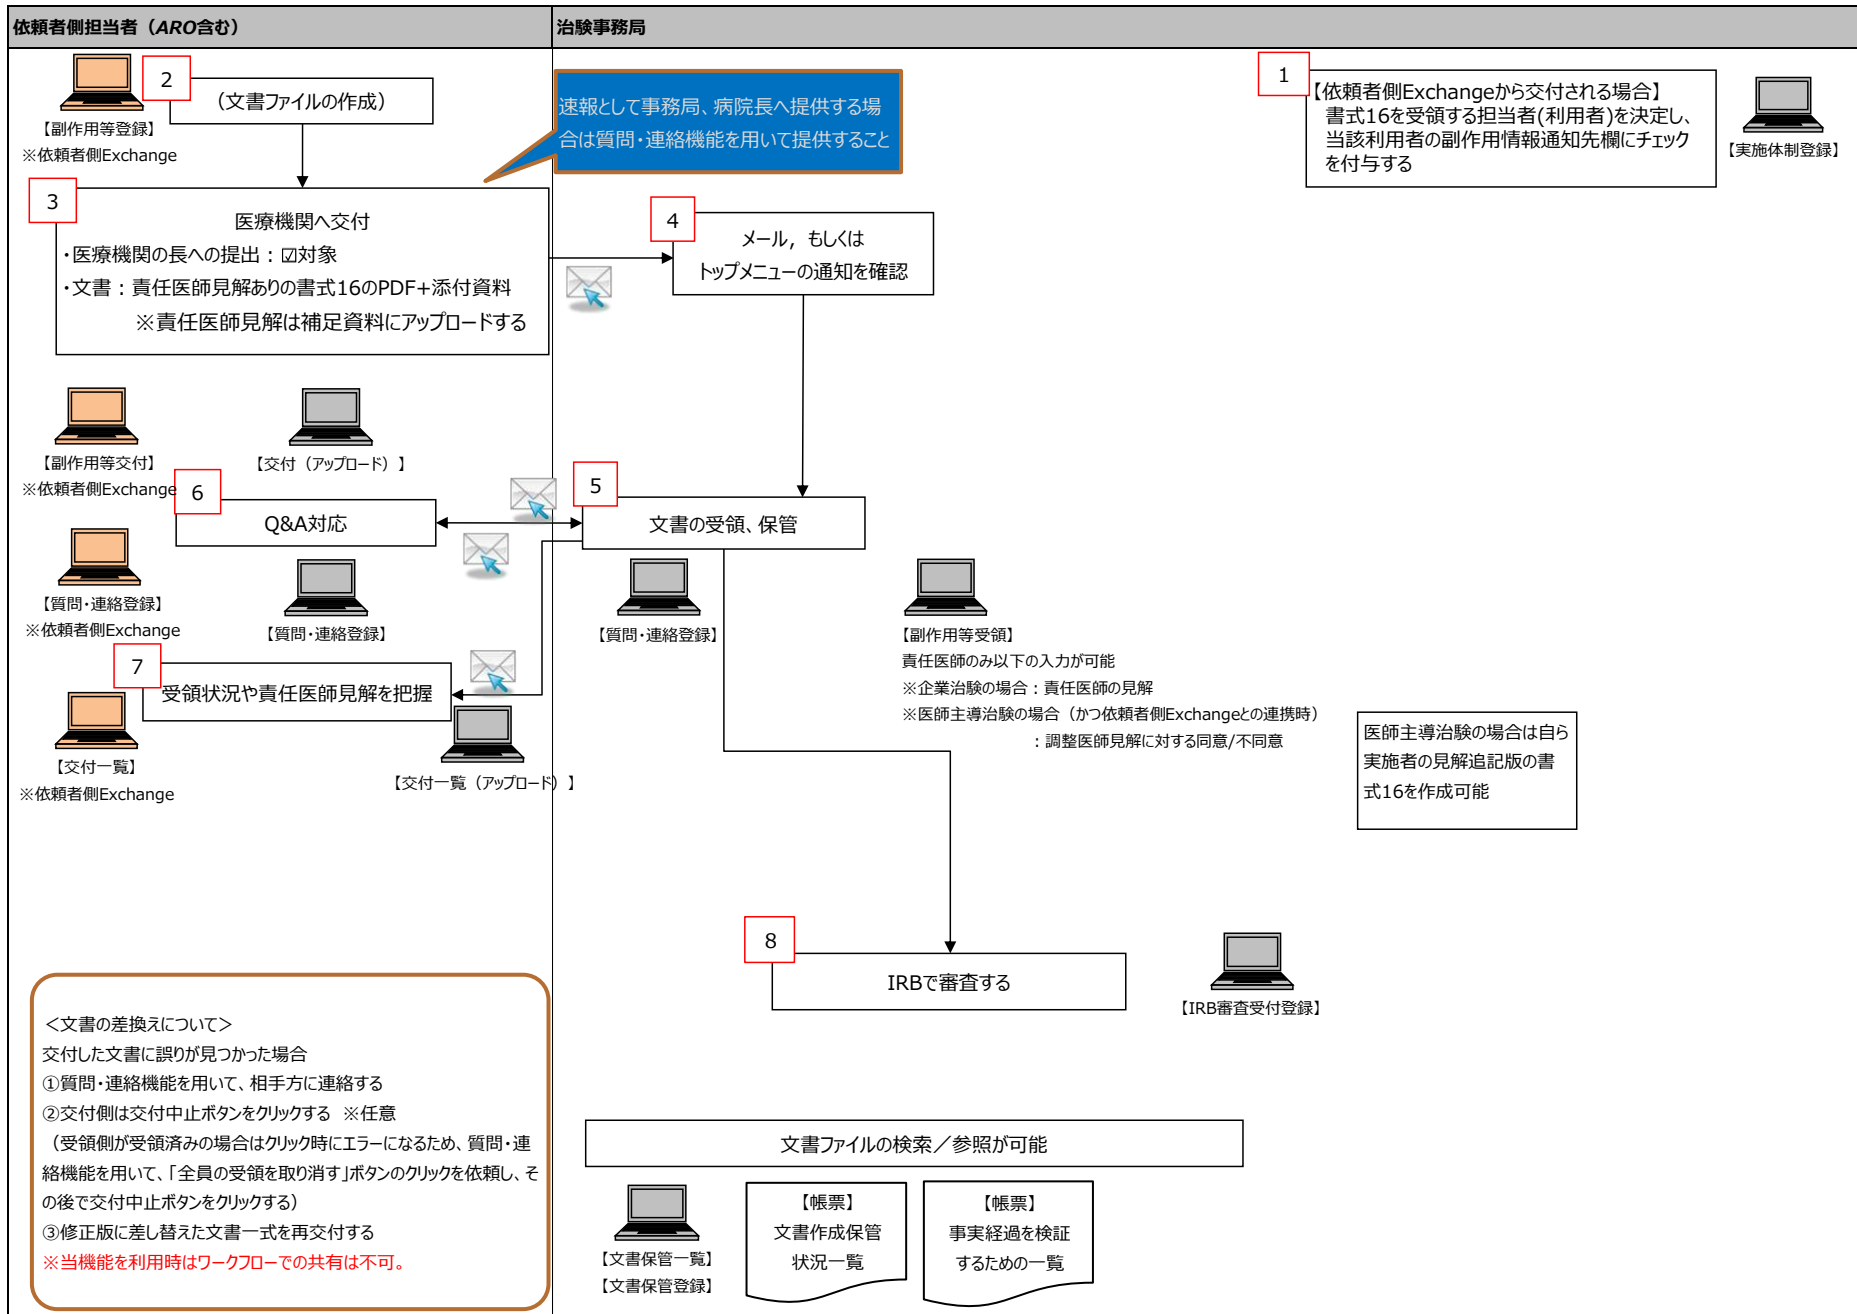 依頼者側担当者（ARO含む）
治験事務局
1
【依頼者側Exchangeから交付される場合】
書式16を受領する担当者(利用者)を決定し、
当該利用者の副作用情報通知先欄にチェック
を付与する
【実施体制登録】
2
（文書ファイルの作成）
【副作用等登録】
※依頼者側Exchange
速報として事務局、病院長へ提供する場
合は質問・連絡機能を用いて提供すること
3
医療機関へ交付
・医療機関の長への提出：☑対象
・文書：責任医師見解ありの書式16のPDF+添付資料
※責任医師見解は補足資料にアップロードする
4
メール，もしくは
トップメニューの通知を確認
【副作用等交付】
※依頼者側Exchange
【交付（アップロード）】
5
文書の受領、保管
6
Q&A対応
【質問・連絡登録】
※依頼者側Exchange
【質問・連絡登録】
【質問・連絡登録】
【副作用等受領】
責任医師のみ以下の入力が可能
※企業治験の場合：責任医師の見解
※医師主導治験の場合（かつ依頼者側Exchangeとの連携時）
：調整医師見解に対する同意/不同意
7
受領状況や責任医師見解を把握
【交付一覧】
※依頼者側Exchange
【交付一覧（アップロード）】
医師主導治験の場合は自ら
実施者の見解追記版の書
式16を作成可能
8
IRBで審査する
【IRB審査受付登録】
＜文書の差換えについて＞
交付した文書に誤りが見つかった場合
①質問・連絡機能を用いて、相手方に連絡する
②交付側は交付中止ボタンをクリックする ※任意
（受領側が受領済みの場合はクリック時にエラーになるため、質問・連
絡機能を用いて、「全員の受領を取り消す」ボタンのクリックを依頼し、そ
の後で交付中止ボタンをクリックする）
③修正版に差し替えた文書一式を再交付する
※当機能を利用時はワークフローでの共有は不可。
文書ファイルの検索／参照が可能
【文書保管一覧】
【文書保管登録】
【帳票】
文書作成保管
状況一覧
【帳票】
事実経過を検証
するための一覧